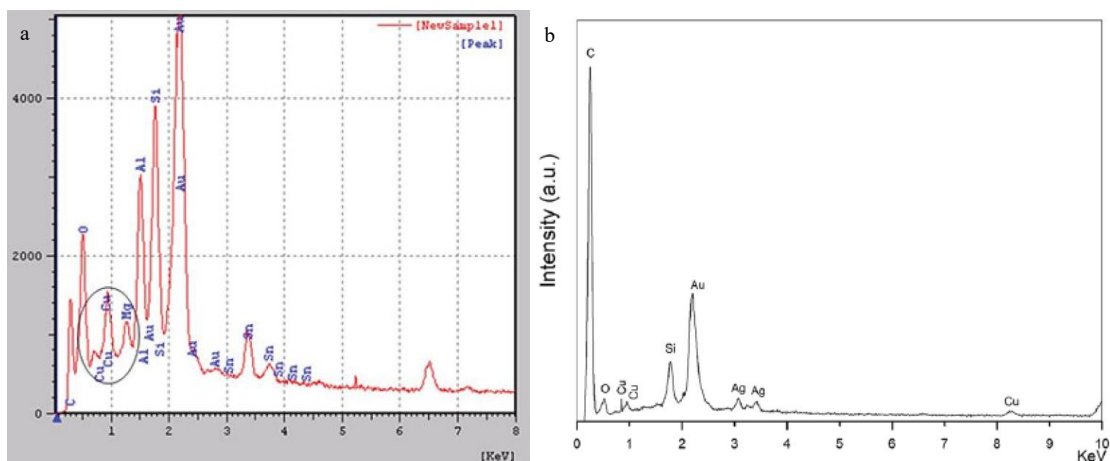 a
[NewSample1]
[Peak]
4000
2000
0
Au
Si
Al
Au
O
Cu
Mg
Cu
Cu
Al
Au
Si
Au
Au
Sn
Sn
Sn
Sn
Sn
Sn
C
1 2 3 4 5 6 7 8
[KeV]
b
Intensity (a.u.)
C
O
Cu
Cu
Si
Au
Ag
Ag
Cu
0 1 2 3 4 5 6 7 8 9 10
KeV